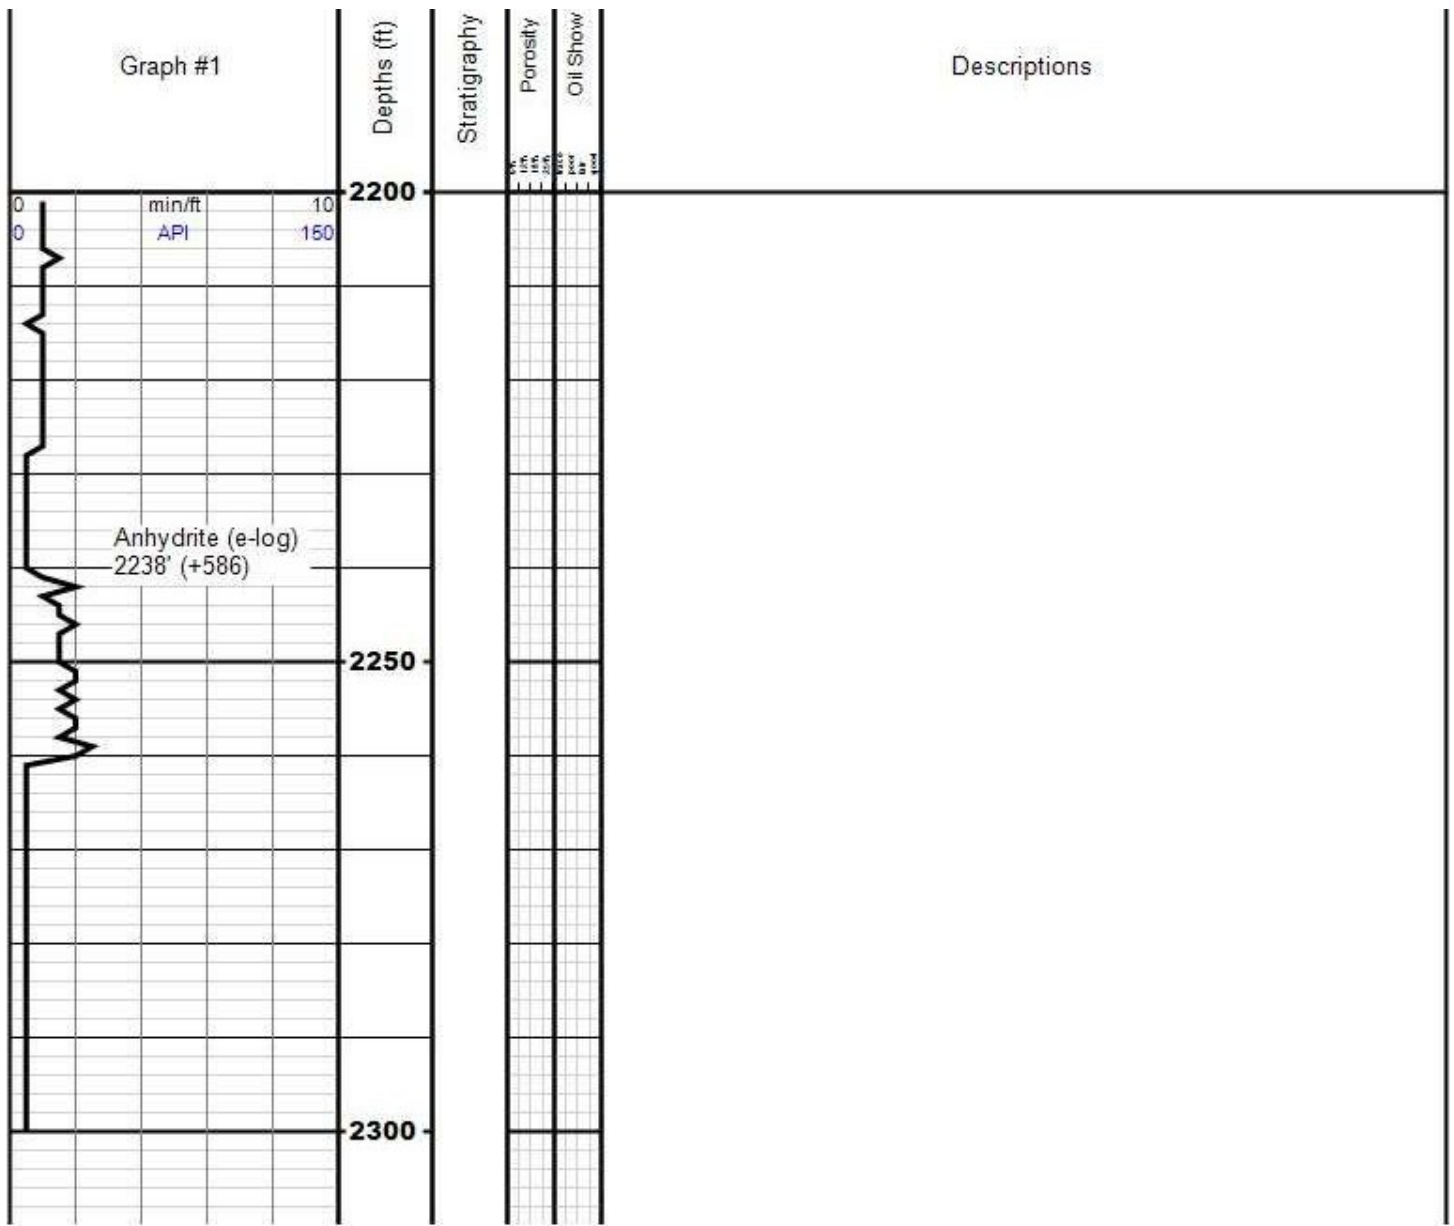 Graph #1
Depths (ft)
Stratigraphy
Porosity
Oil Show
Descriptions
2200
0 min/ft 10
0 API 150
Anhydrite (e-log)
2238' (+586)
2250
2300